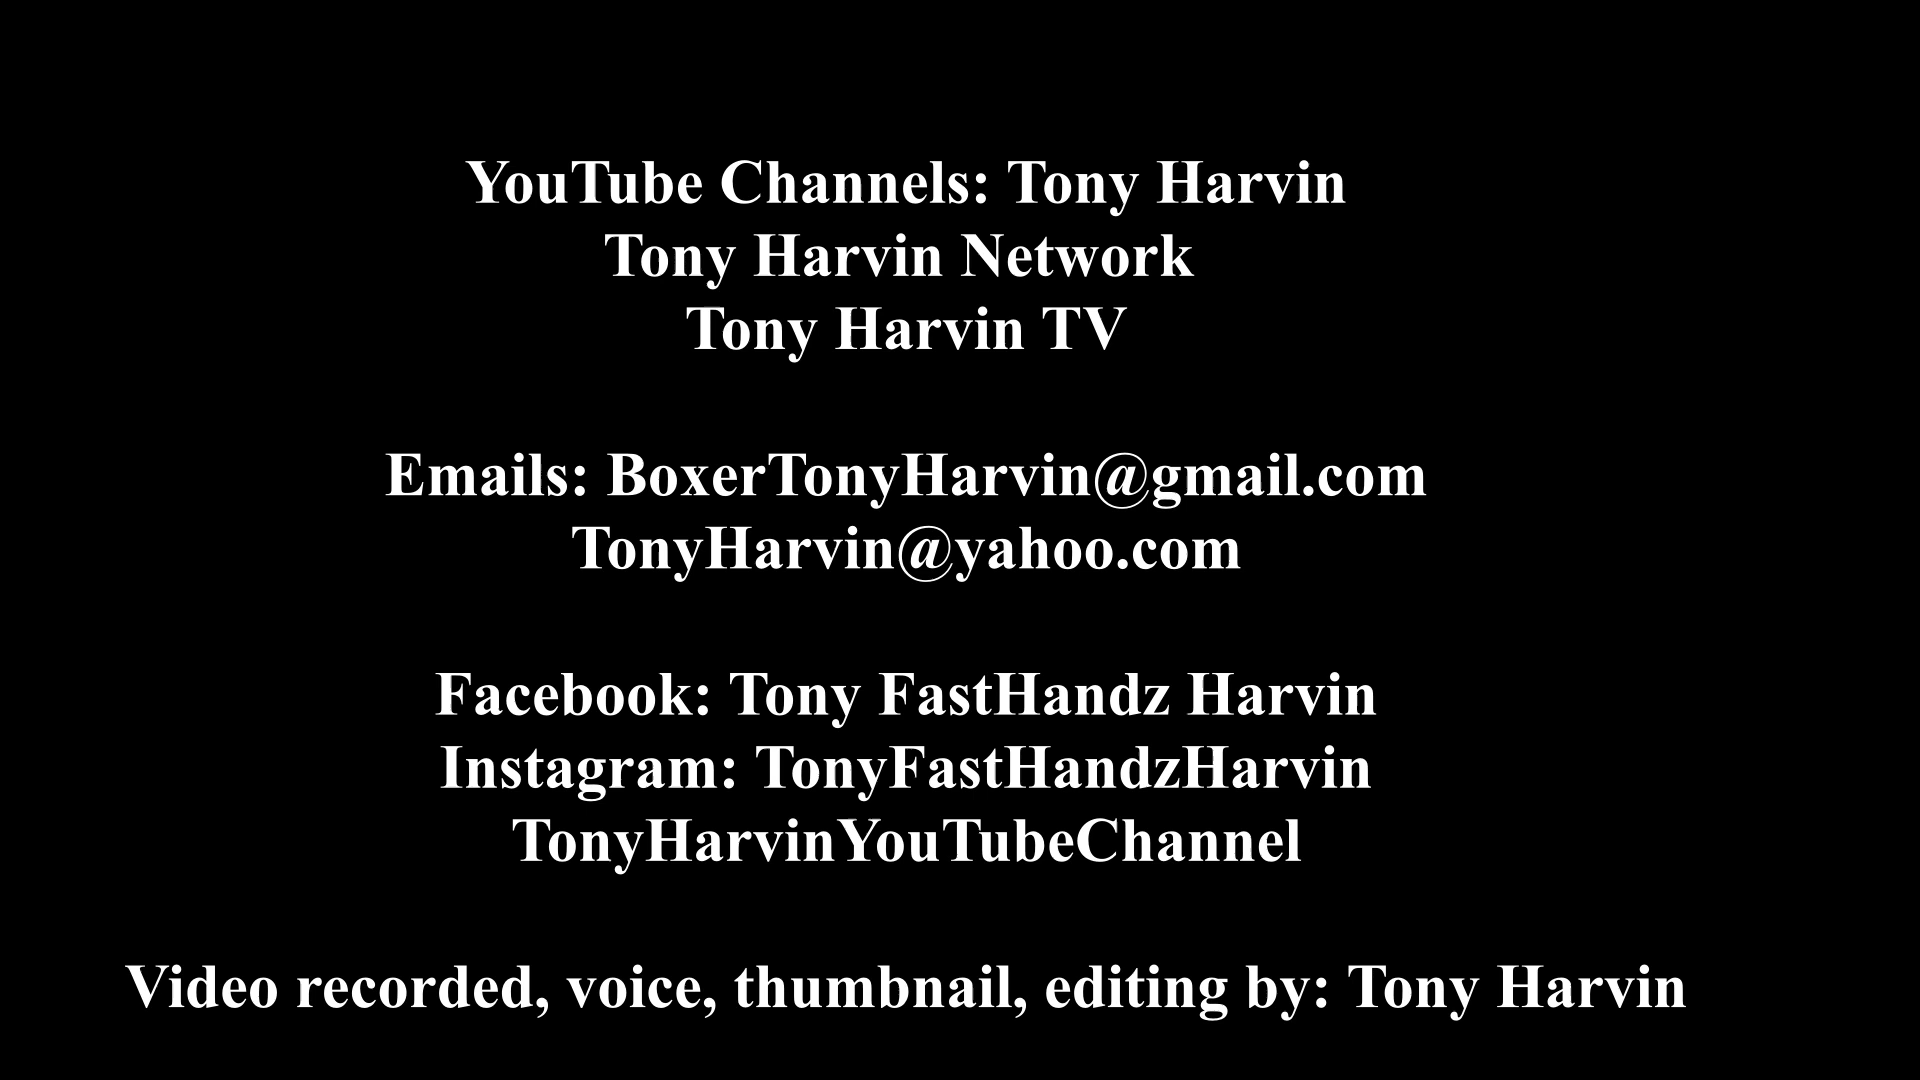 YouTube Channels: Tony Harvin
Tony Harvin Network
Tony Harvin TV
Emails: BoxerTonyHarvin@gmail.com
TonyHarvin@yahoo.com
Facebook: Tony FastHandz Harvin
Instagram: TonyFastHandzHarvin
TonyHarvinYouTubeChannel
Video recorded, voice, thumbnail, editing by: Tony Harvin